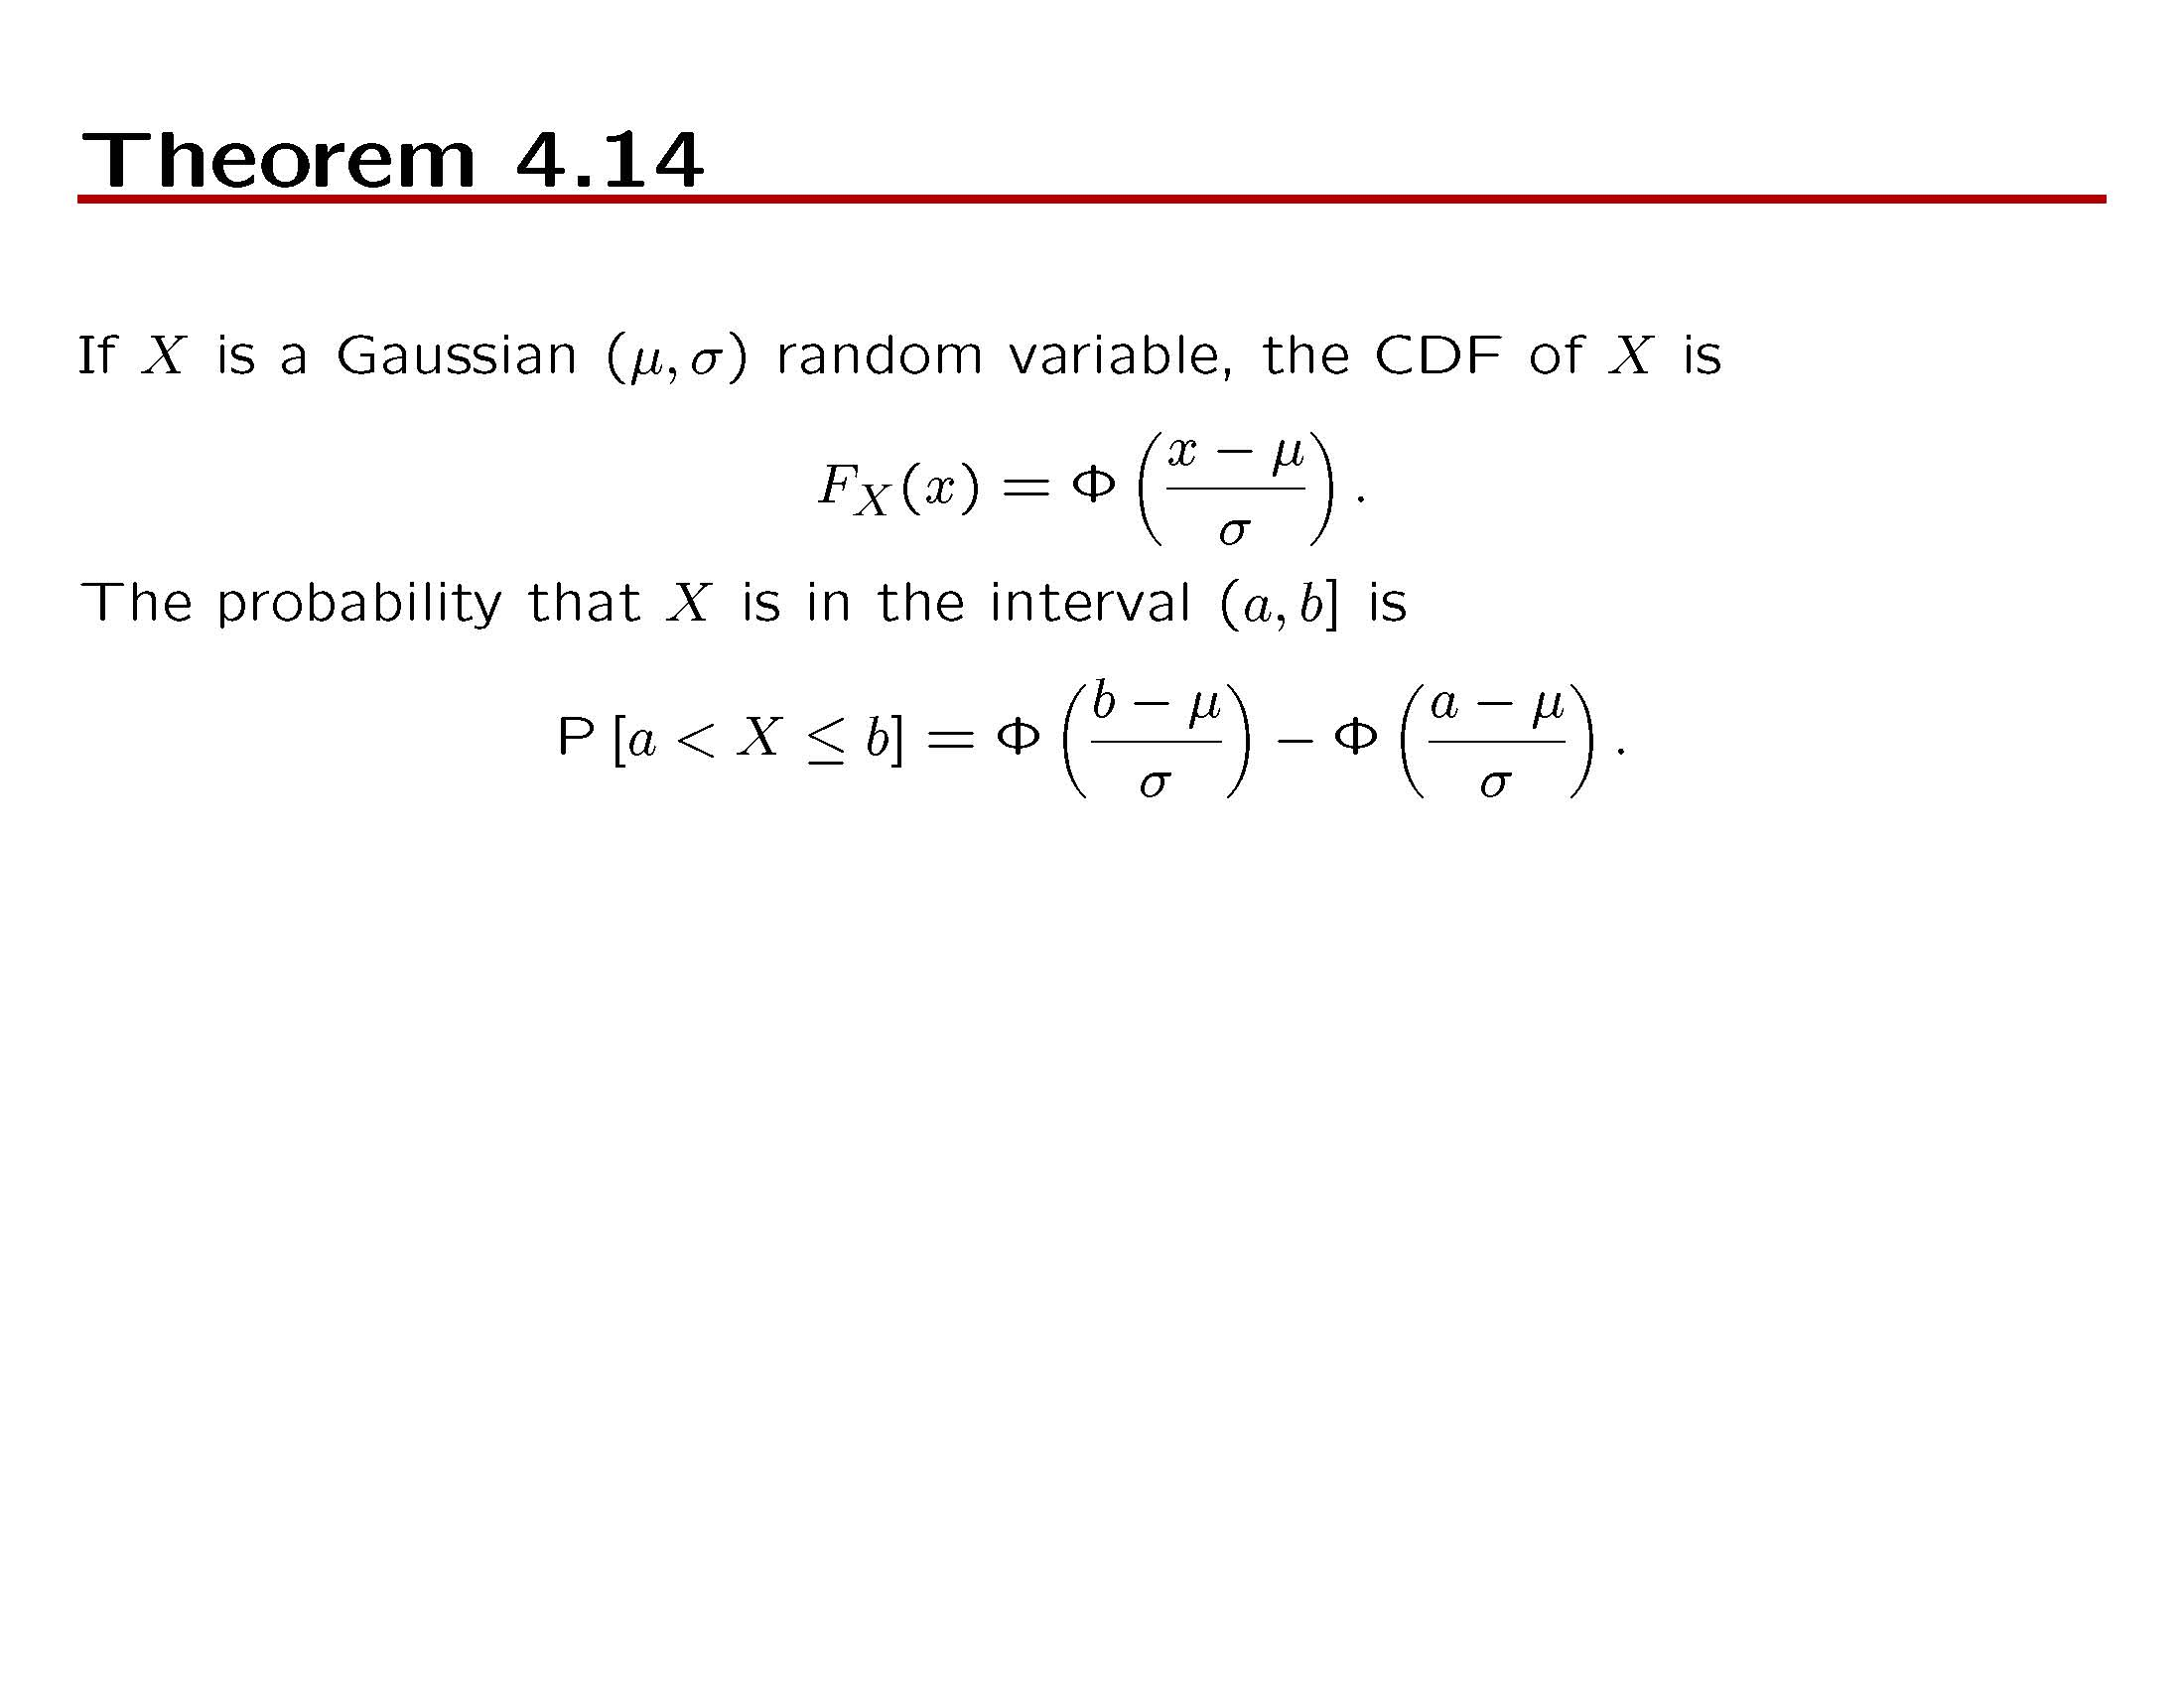 Theorem 4.14
If X is a Gaussian (μ, σ) random variable, the CDF of X is
F_X(x) = Φ((x − μ)/σ).
The probability that X is in the interval (a, b] is
P [a < X ≤ b] = Φ((b − μ)/σ) − Φ((a − μ)/σ).